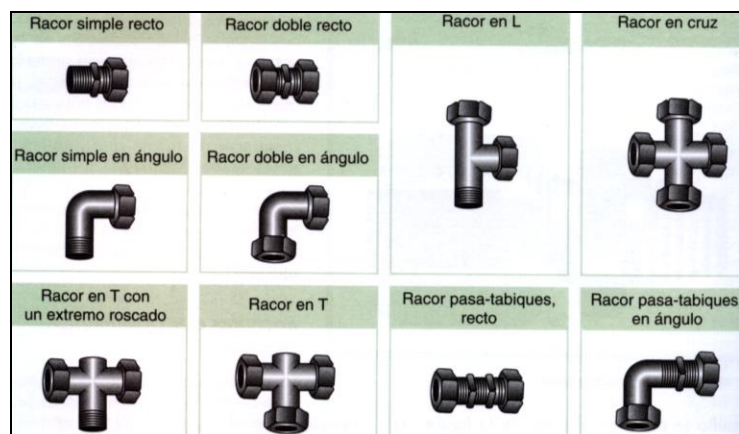 Racor simple recto
Racor doble recto
Racor en L
Racor en cruz
Racor simple en ángulo
Racor doble en ángulo
Racor en T con
un extremo roscado
Racor en T
Racor pasa-tabiques,
recto
Racor pasa-tabiques
en ángulo